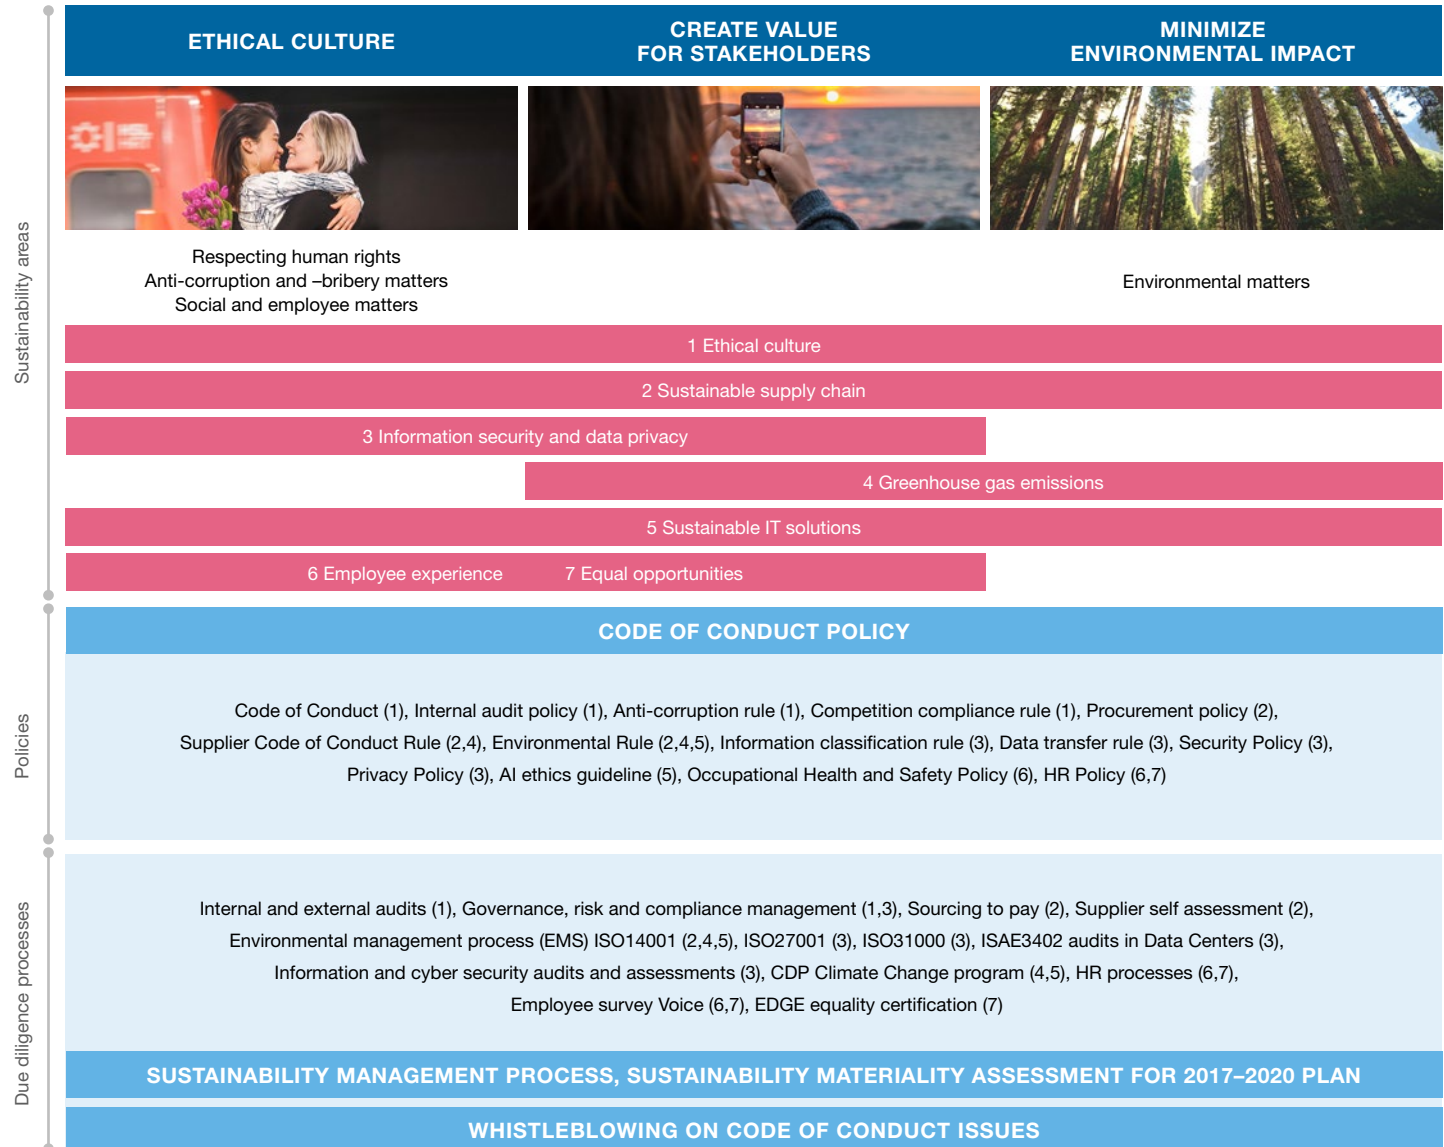 ETHICAL CULTURE
CREATE VALUE
FOR STAKEHOLDERS
MINIMIZE
ENVIRONMENTAL IMPACT
Sustainability areas
Respecting human rights
Anti-corruption and –bribery matters
Social and employee matters
Environmental matters
1 Ethical culture
2 Sustainable supply chain
3 Information security and data privacy
4 Greenhouse gas emissions
5 Sustainable IT solutions
6 Employee experience
7 Equal opportunities
Policies
CODE OF CONDUCT POLICY
Code of Conduct (1), Internal audit policy (1), Anti-corruption rule (1), Competition compliance rule (1), Procurement policy (2),
Supplier Code of Conduct Rule (2,4), Environmental Rule (2,4,5), Information classification rule (3), Data transfer rule (3), Security Policy (3),
Privacy Policy (3), AI ethics guideline (5), Occupational Health and Safety Policy (6), HR Policy (6,7)
Due diligence processes
Internal and external audits (1), Governance, risk and compliance management (1,3), Sourcing to pay (2), Supplier self assessment (2),
Environmental management process (EMS) ISO14001 (2,4,5), ISO27001 (3), ISO31000 (3), ISAE3402 audits in Data Centers (3),
Information and cyber security audits and assessments (3), CDP Climate Change program (4,5), HR processes (6,7),
Employee survey Voice (6,7), EDGE equality certification (7)
SUSTAINABILITY MANAGEMENT PROCESS, SUSTAINABILITY MATERIALITY ASSESSMENT FOR 2017–2020 PLAN
WHISTLEBLOWING ON CODE OF CONDUCT ISSUES